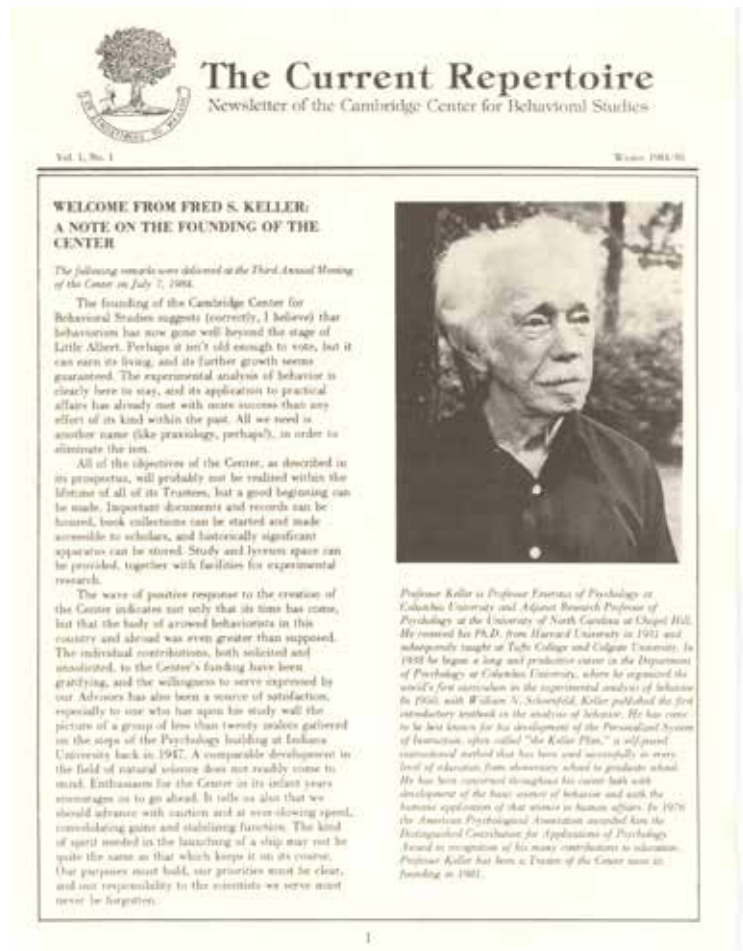 The Current Repertoire
Newsletter of the Cambridge Center for Behavioral Studies
Vol. 1, No. 1
Winter 1984/85
WELCOME FROM FRED S. KELLER:
A NOTE ON THE FOUNDING OF THE
CENTER
The following remarks were delivered at the Third Annual Meeting
of the Center on July 7, 1984.
The founding of the Cambridge Center for
Behavioral Studies suggests (correctly, I believe) that
behaviorism has now gone well beyond the stage of
Little Albert. Perhaps it isn't old enough to vote, but it
can earn its living, and its further growth seems
guaranteed. The experimental analysis of behavior is
clearly here to stay, and its application to practical
affairs has already met with more success than any
effort of its kind within the past. All we need is
another name (like praxiology, perhaps?), in order to
eliminate the ism.
All of the objectives of the Center, as described in
its prospectus, will probably not be realized within the
lifetime of all of its Trustees, but a good beginning can
be made. Important documents and records can be
housed, book collections can be started and made
accessible to scholars, and historically significant
apparatus can be stored. Study and lyceum space can
be provided, together with facilities for experimental
research.
The wave of positive response to the creation of
the Center indicates not only that its time has come,
but that the body of avowed behaviorists in this
country and abroad was even greater than supposed.
The individual contributions, both solicited and
unsolicited, to the Center's funding have been
gratifying, and the willingness to serve expressed by
our Advisors has also been a source of satisfaction,
especially to one who has upon his study wall the
picture of a group of less than twenty zealots gathered
on the steps of the Psychology building at Indiana
University back in 1947. A comparable development in
the field of natural science does not readily come to
mind. Enthusiasm for the Center in its infant years
encourages us to go ahead. It tells us also that we
should advance with caution and at ever-slowing speed,
consolidating gains and stabilizing function. The kind
of spirit needed in the launching of a ship may not be
quite the same as that which keeps it on its course.
Our purposes must hold, our priorities must be clear,
and our responsibility to the scientists we serve must
never be forgotten.
Professor Keller is Professor Emeritus of Psychology at
Columbia University and Adjunct Research Professor of
Psychology at the University of North Carolina at Chapel Hill.
He received his Ph.D. from Harvard University in 1931 and
subsequently taught at Tufts College and Colgate University. In
1938 he began a long and productive career in the Department
of Psychology at Columbia University, where he organized the
world's first curriculum in the experimental analysis of behavior.
In 1950, with William N. Schoenfeld, Keller published the first
introductory textbook in the analysis of behavior. He has come
to be best known for his development of the Personalized System
of Instruction, often called "the Keller Plan," a self-paced
instructional method that has been used successfully in every
level of education from elementary school to graduate school.
He has been concerned throughout his career both with
development of the basic science of behavior and with the
humane application of that science to human affairs. In 1976
the American Psychological Association awarded him the
Distinguished Contribution for Applications of Psychology
Award in recognition of his many contributions to education.
Professor Keller has been a Trustee of the Center since its
founding in 1981.
1